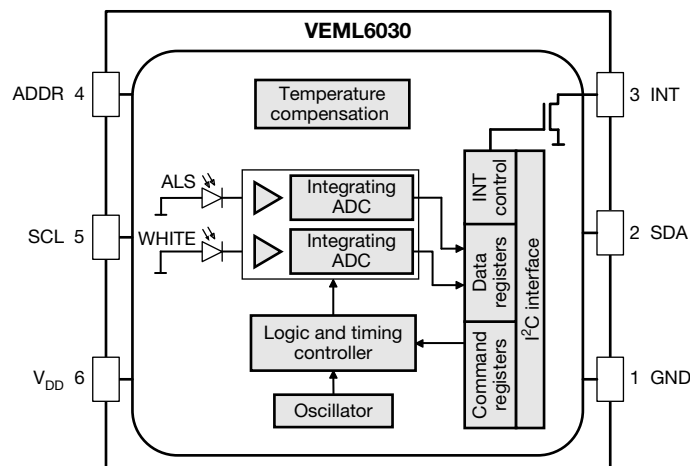 VEML6030
ADDR 4
Temperature
compensation
3 INT
ALS
Integrating
ADC
INT
control
SCL 5
WHITE
Integrating
ADC
Data
registers
I²C interface
2 SDA
Logic and timing
controller
Command
registers
V_DD 6
1 GND
Oscillator